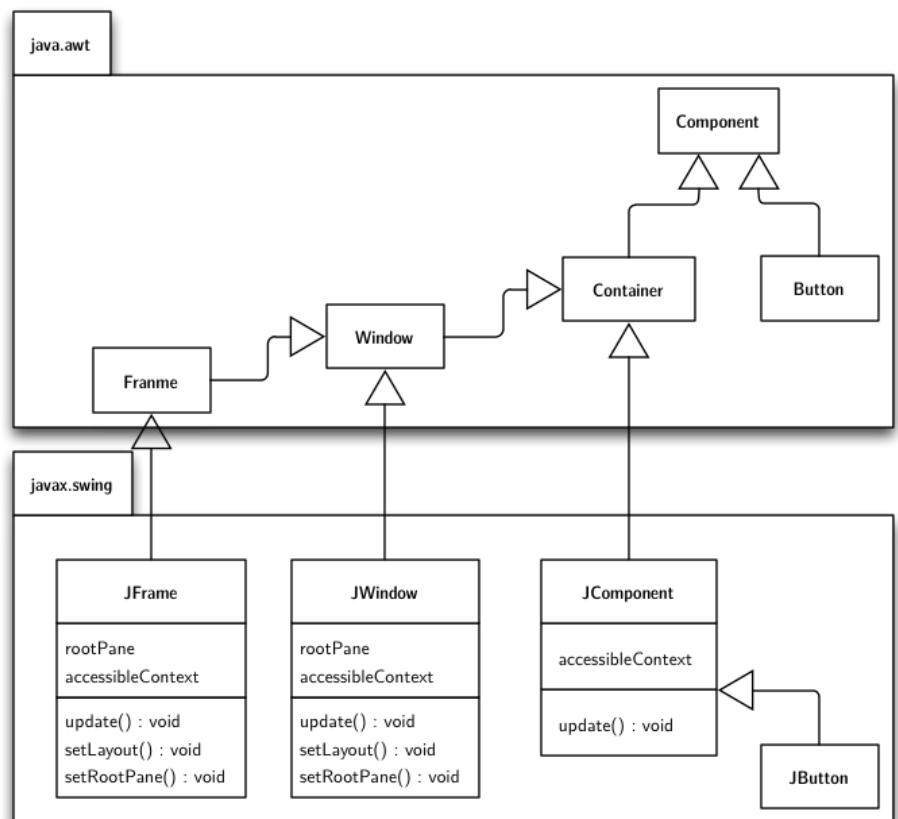 java.awt
Component
Container
Button
Window
Franme
javax.swing
JFrame
rootPane
accessibleContext
update() : void
setLayout() : void
setRootPane() : void
JWindow
rootPane
accessibleContext
update() : void
setLayout() : void
setRootPane() : void
JComponent
accessibleContext
update() : void
JButton